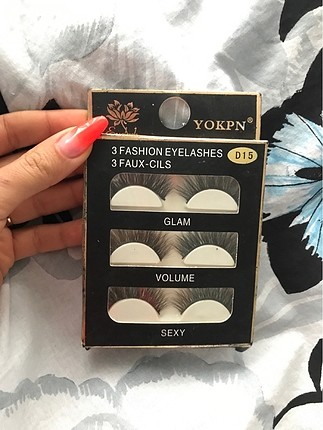 YOKPN®
3 FASHION EYELASHES
3 FAUX-CILS
D15
GLAM
VOLUME
SEXY